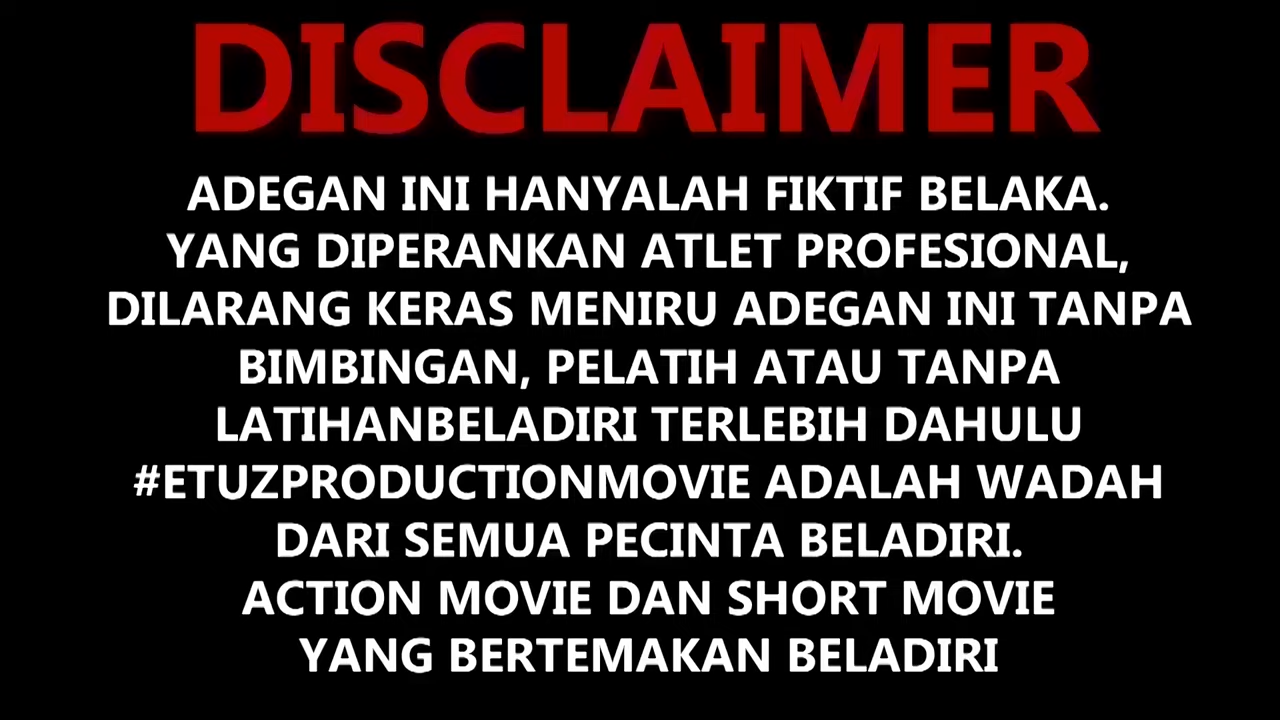 DISCLAIMER
ADEGAN INI HANYALAH FIKTIF BELAKA.
YANG DIPERANKAN ATLET PROFESIONAL,
DILARANG KERAS MENIRU ADEGAN INI TANPA
BIMBINGAN, PELATIH ATAU TANPA
LATIHANBELADIRI TERLEBIH DAHULU
#ETUZPRODUCTIONMOVIE ADALAH WADAH
DARI SEMUA PECINTA BELADIRI.
ACTION MOVIE DAN SHORT MOVIE
YANG BERTEMAKAN BELADIRI